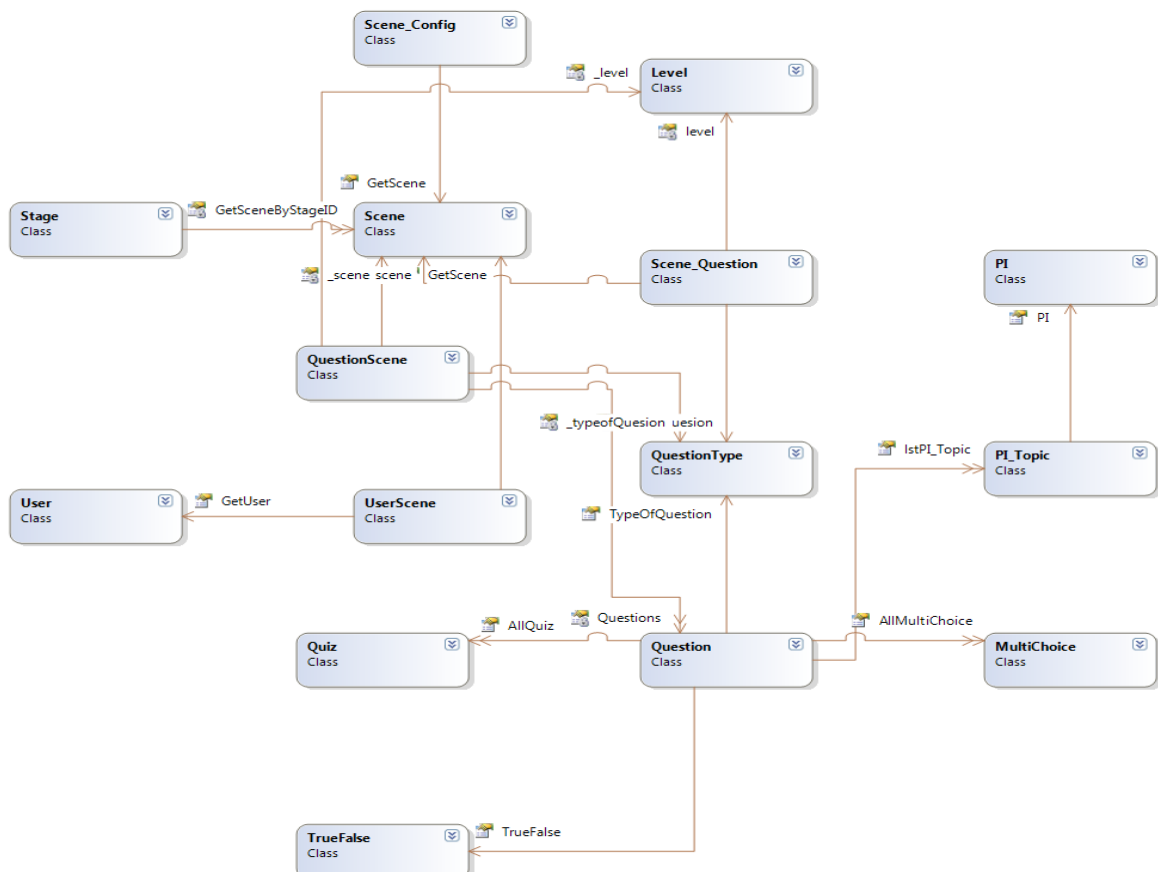 Scene_Config
Class
_level
Level
Class
level
GetScene
Stage
Class
GetSceneByStageID
Scene
Class
_scene scene GetScene
Scene_Question
Class
PI
Class
PI
QuestionScene
Class
_typeofQuesion uesion
QuestionType
Class
lstPI_Topic
PI_Topic
Class
User
Class
GetUser
UserScene
Class
TypeOfQuestion
AllQuiz
Questions
AllMultiChoice
Quiz
Class
Question
Class
MultiChoice
Class
TrueFalse
Class
TrueFalse